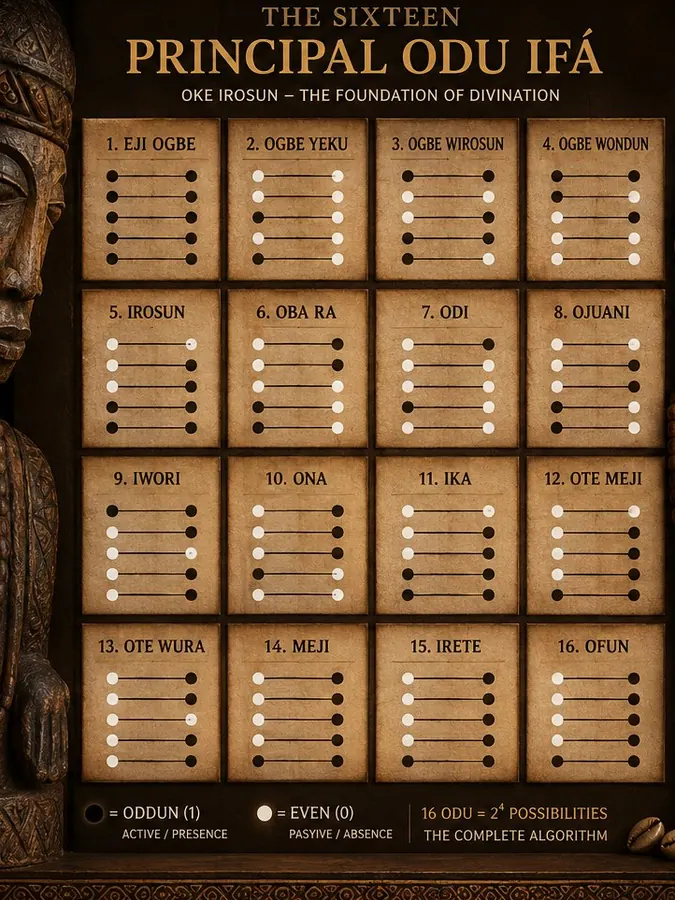 THE SIXTEEN
PRINCIPAL ODU IFÁ
OKE IROSUN – THE FOUNDATION OF DIVINATION
1. EJI OGBE
2. OGBE YEKU
3. OGBE WIROSUN
4. OGBE WONDUN
5. IROSUN
6. OBA RA
7. ODI
8. OJUANI
9. IWORI
10. ONA
11. IKA
12. OTE MEJI
13. OTE WURA
14. MEJI
15. IRETE
16. OFUN
= ODDUN (1)
ACTIVE / PRESENCE
= EVEN (0)
PASYIVE / ABSENCE
16 ODU = 2⁴ POSSIBILITIES
THE COMPLETE ALGORITHM